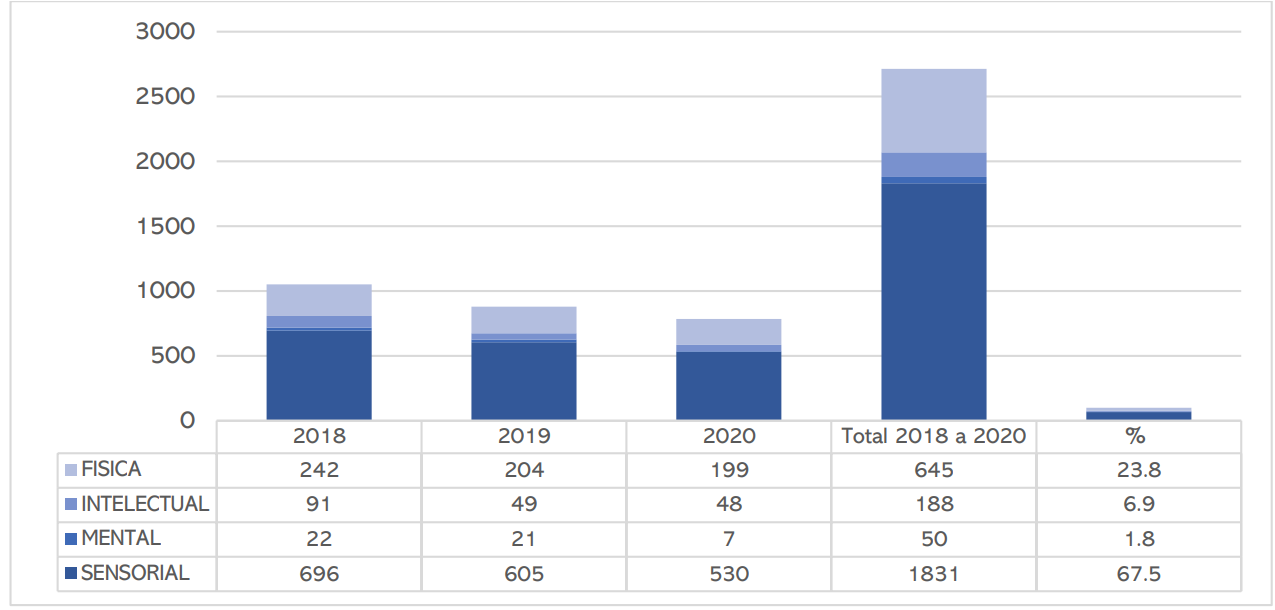 3000
2500
2000
1500
1000
500
0
2018 2019 2020 Total 2018 a 2020 %
FISICA 242 204 199 645 23.8
INTELECTUAL 91 49 48 188 6.9
MENTAL 22 21 7 50 1.8
SENSORIAL 696 605 530 1831 67.5